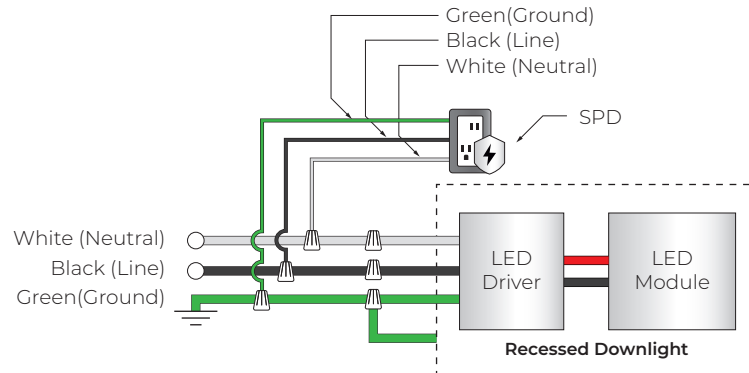 Green(Ground)
Black (Line)
White (Neutral)
SPD
White (Neutral)
Black (Line)
Green(Ground)
LED
Driver
LED
Module
Recessed Downlight